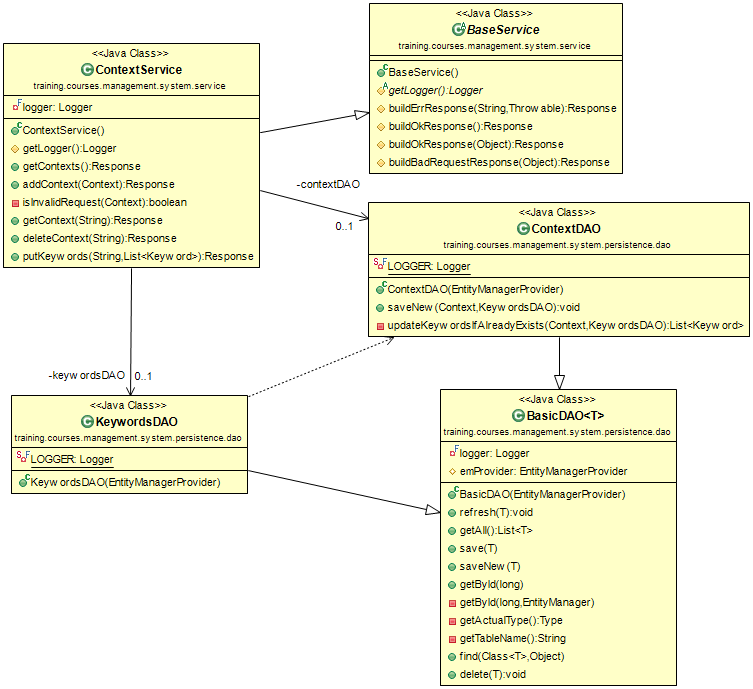 <<Java Class>>
BaseService
training.courses.management.system.service
BaseService()
getLogger():Logger
buildErrResponse(String,Throwable):Response
buildOkResponse():Response
buildOkResponse(Object):Response
buildBadRequestResponse(Object):Response
<<Java Class>>
ContextService
training.courses.management.system.service
logger: Logger
ContextService()
getLogger():Logger
getContexts():Response
addContext(Context):Response
isInvalidRequest(Context):boolean
getContext(String):Response
deleteContext(String):Response
putKeywords(String,List<Keyword>):Response
-contextDAO
0..1
<<Java Class>>
ContextDAO
training.courses.management.system.persistence.dao
LOGGER: Logger
ContextDAO(EntityManagerProvider)
saveNew(Context,KeywordsDAO):void
updateKeywordsIfAlreadyExists(Context,KeywordsDAO):List<Keyword>
-keywordsDAO
0..1
<<Java Class>>
KeywordsDAO
training.courses.management.system.persistence.dao
LOGGER: Logger
KeywordsDAO(EntityManagerProvider)
<<Java Class>>
BasicDAO<T>
training.courses.management.system.persistence.dao
logger: Logger
emProvider: EntityManagerProvider
BasicDAO(EntityManagerProvider)
refresh(T):void
getAll():List<T>
save(T)
saveNew(T)
getById(long)
getById(long,EntityManager)
getActualType():Type
getTableName():String
find(Class<T>,Object)
delete(T):void